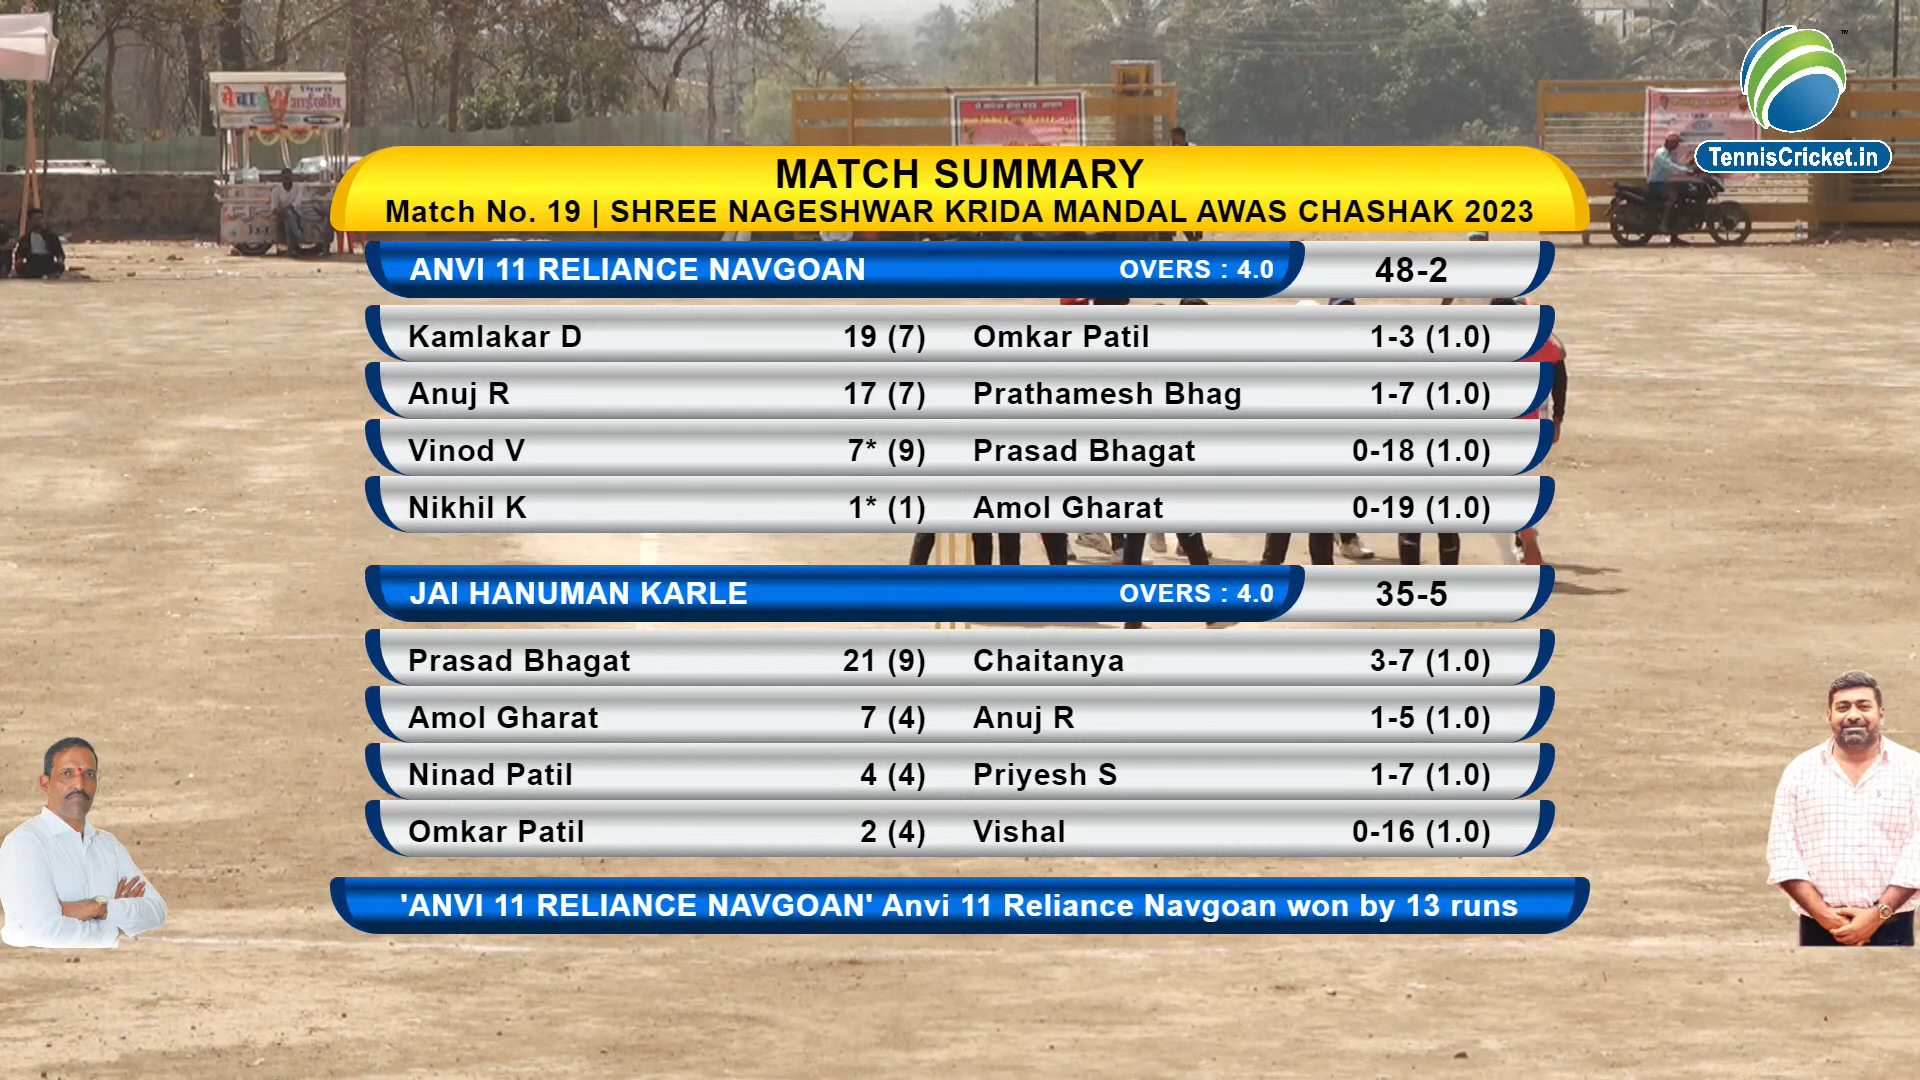 मेवाड़ मिक्स
आईस्क्रीम
TennisCricket.in
MATCH SUMMARY
Match No. 19 | SHREE NAGESHWAR KRIDA MANDAL AWAS CHASHAK 2023
ANVI 11 RELIANCE NAVGOAN OVERS : 4.0 48-2
Kamlakar D 19 (7) Omkar Patil 1-3 (1.0)
Anuj R 17 (7) Prathamesh Bhag 1-7 (1.0)
Vinod V 7* (9) Prasad Bhagat 0-18 (1.0)
Nikhil K 1* (1) Amol Gharat 0-19 (1.0)
JAI HANUMAN KARLE OVERS : 4.0 35-5
Prasad Bhagat 21 (9) Chaitanya 3-7 (1.0)
Amol Gharat 7 (4) Anuj R 1-5 (1.0)
Ninad Patil 4 (4) Priyesh S 1-7 (1.0)
Omkar Patil 2 (4) Vishal 0-16 (1.0)
'ANVI 11 RELIANCE NAVGOAN' Anvi 11 Reliance Navgoan won by 13 runs